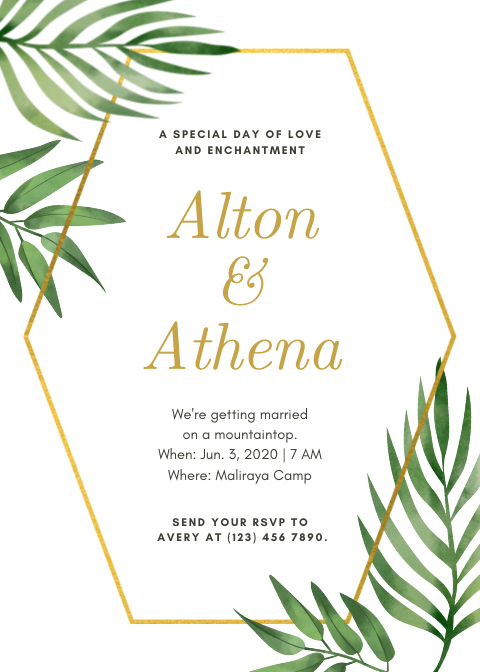 A SPECIAL DAY OF LOVE
AND ENCHANTMENT
Alton
&
Athena
We're getting married
on a mountaintop.
When: Jun. 3, 2020 | 7 AM
Where: Maliraya Camp
SEND YOUR RSVP TO
AVERY AT (123) 456 7890.